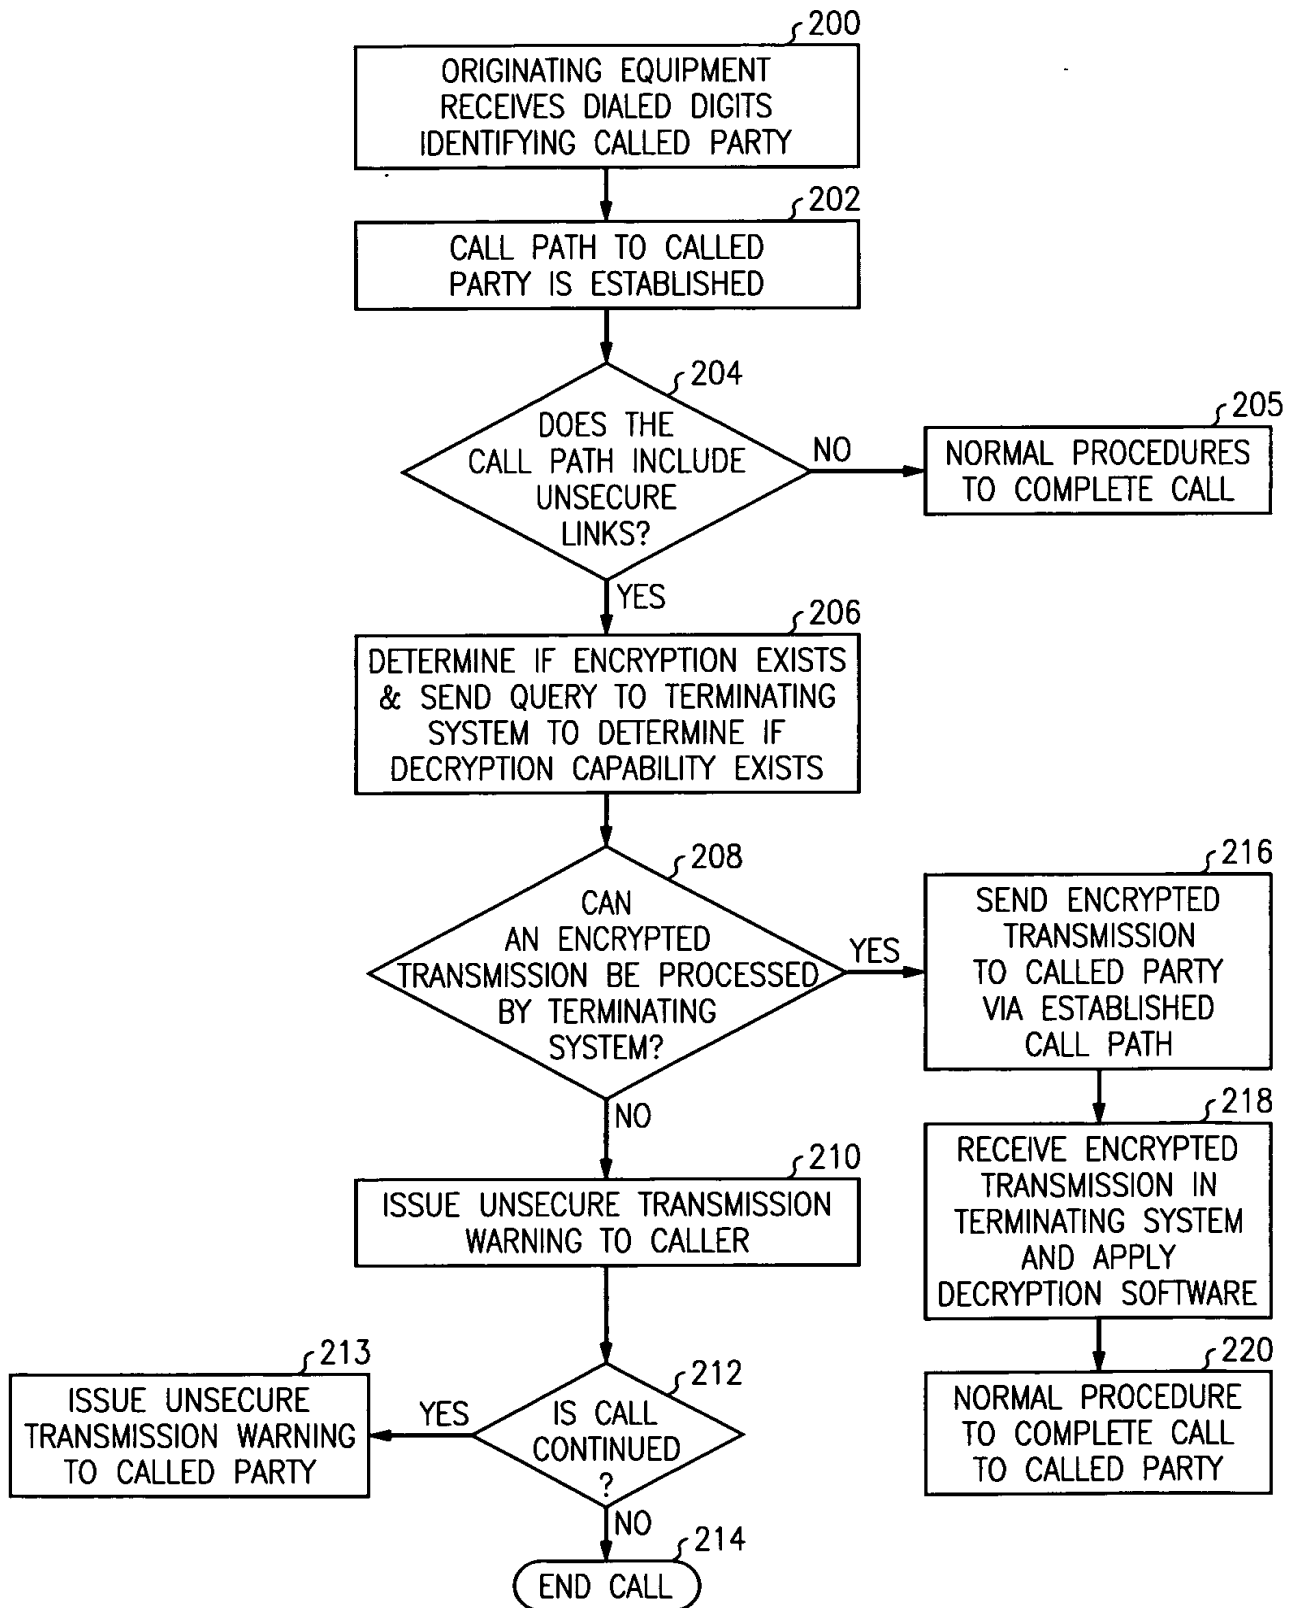 200
ORIGINATING EQUIPMENT
RECEIVES DIALED DIGITS
IDENTIFYING CALLED PARTY
202
CALL PATH TO CALLED
PARTY IS ESTABLISHED
204
DOES THE
CALL PATH INCLUDE
UNSECURE
LINKS?
NO
205
NORMAL PROCEDURES
TO COMPLETE CALL
YES
206
DETERMINE IF ENCRYPTION EXISTS
& SEND QUERY TO TERMINATING
SYSTEM TO DETERMINE IF
DECRYPTION CAPABILITY EXISTS
208
CAN
AN ENCRYPTED
TRANSMISSION BE PROCESSED
BY TERMINATING
SYSTEM?
YES
216
SEND ENCRYPTED
TRANSMISSION
TO CALLED PARTY
VIA ESTABLISHED
CALL PATH
NO
218
RECEIVE ENCRYPTED
TRANSMISSION IN
TERMINATING SYSTEM
AND APPLY
DECRYPTION SOFTWARE
210
ISSUE UNSECURE TRANSMISSION
WARNING TO CALLER
220
NORMAL PROCEDURE
TO COMPLETE CALL
TO CALLED PARTY
212
IS CALL
CONTINUED
?
YES
213
ISSUE UNSECURE
TRANSMISSION WARNING
TO CALLED PARTY
NO
214
END CALL